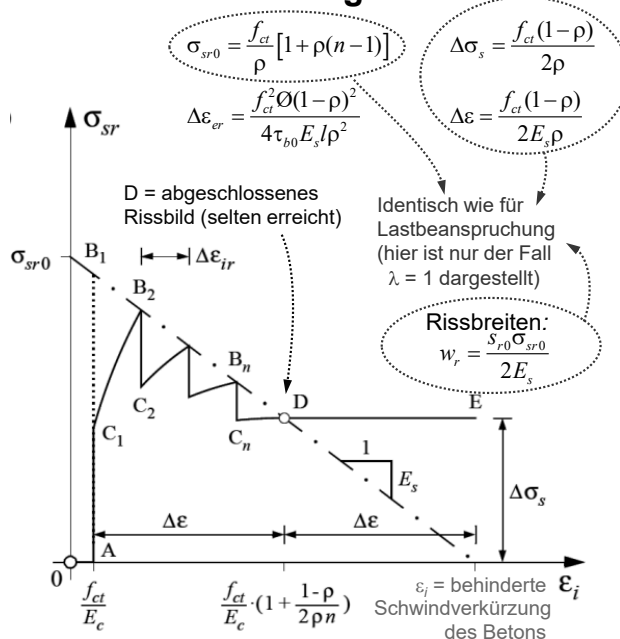 g
σsr0 = fct/ρ [1 + ρ(n − 1)]
Δσs = fct(1 − ρ)/2ρ
Δεer = fct²Ø(1 − ρ)²/4τb0Eslρ²
Δε = fct(1 − ρ)/2Esρ
σsr
D = abgeschlossenes
Rissbild (selten erreicht)
Identisch wie für
Lastbeanspruchung
(hier ist nur der Fall
λ = 1 dargestellt)
σsr0
B1
Δεir
B2
Rissbreiten:
wr = sr0σsr0/2Es
Bn
D
E
C2
C1
Cn
1
Es
Δσs
Δε
Δε
A
0
εi
fct/Ec
fct/Ec · (1 + 1-ρ/2ρn)
εi = behinderte
Schwindverkürzung
des Betons